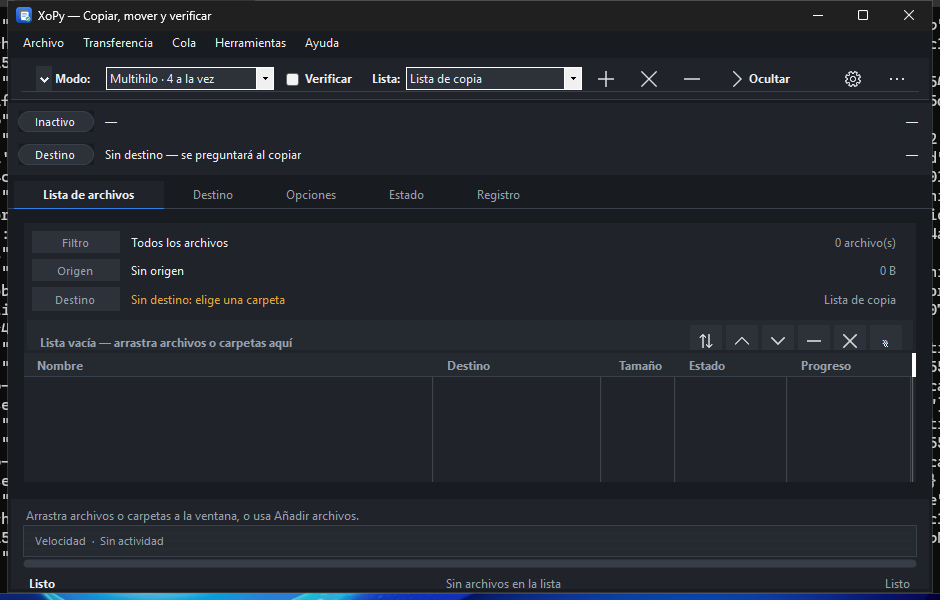 XoPy — Copiar, mover y verificar
Archivo Transferencia Cola Herramientas Ayuda
Modo: Multihilo · 4 a la vez Verificar Lista: Lista de copia Ocultar
Inactivo —
Destino Sin destino — se preguntará al copiar
Lista de archivos Destino Opciones Estado Registro
Filtro Todos los archivos 0 archivo(s)
Origen Sin origen 0 B
Destino Sin destino: elige una carpeta Lista de copia
Lista vacía — arrastra archivos o carpetas aquí
Nombre Destino Tamaño Estado Progreso
Arrastra archivos o carpetas a la ventana, o usa Añadir archivos.
Velocidad · Sin actividad
Listo Sin archivos en la lista Listo